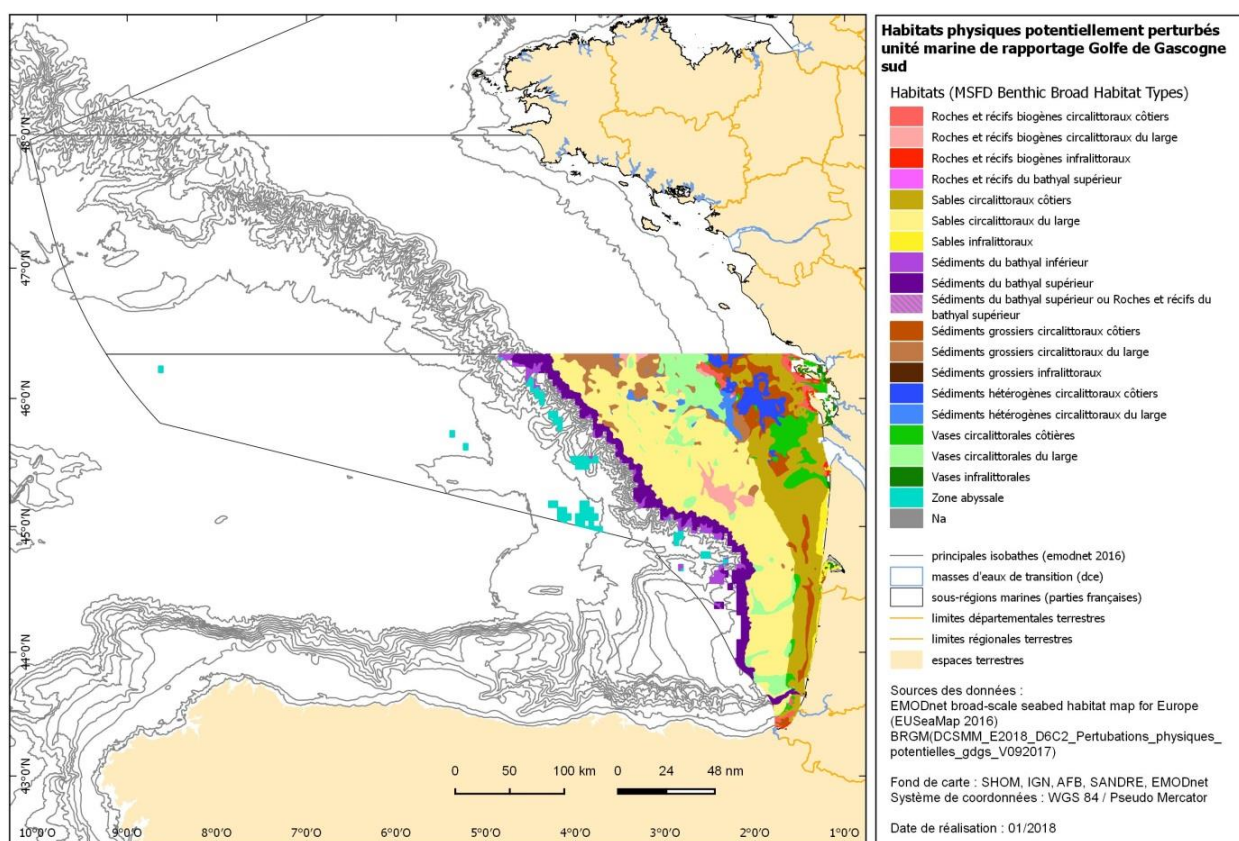 48°0'N
47°0'N
46°0'N
45°0'N
44°0'N
43°0'N
0 50 100 km 0 24 48 nm
10°0'O 9°0'O 8°0'O 7°0'O 6°0'O 5°0'O 4°0'O 3°0'O 2°0'O 1°0'O
Habitats physiques potentiellement perturbés
unité marine de rapportage Golfe de Gascogne
sud
Habitats (MSFD Benthic Broad Habitat Types)
Roches et récifs biogènes circalittoraux côtiers
Roches et récifs biogènes circalittoraux du large
Roches et récifs biogènes infralittoraux
Roches et récifs du bathyal supérieur
Sables circalittoraux côtiers
Sables circalittoraux du large
Sables infralittoraux
Sédiments du bathyal inférieur
Sédiments du bathyal supérieur
Sédiments du bathyal supérieur ou Roches et récifs du
bathyal supérieur
Sédiments grossiers circalittoraux côtiers
Sédiments grossiers circalittoraux du large
Sédiments grossiers infralittoraux
Sédiments hétérogènes circalittoraux côtiers
Sédiments hétérogènes circalittoraux du large
Vases circalittorales côtières
Vases circalittorales du large
Vases infralittorales
Zone abyssale
Na
principales isobathes (emodnet 2016)
masses d'eaux de transition (dce)
sous-régions marines (parties françaises)
limites départementales terrestres
limites régionales terrestres
espaces terrestres
Sources des données :
EMODnet broad-scale seabed habitat map for Europe
(EUSeaMap 2016)
BRGM(DCSMM_E2018_D6C2_Pertubations_physiques_
potentielles_gdgs_V092017)
Fond de carte : SHOM, IGN, AFB, SANDRE, EMODnet
Système de coordonnées : WGS 84 / Pseudo Mercator
Date de réalisation : 01/2018